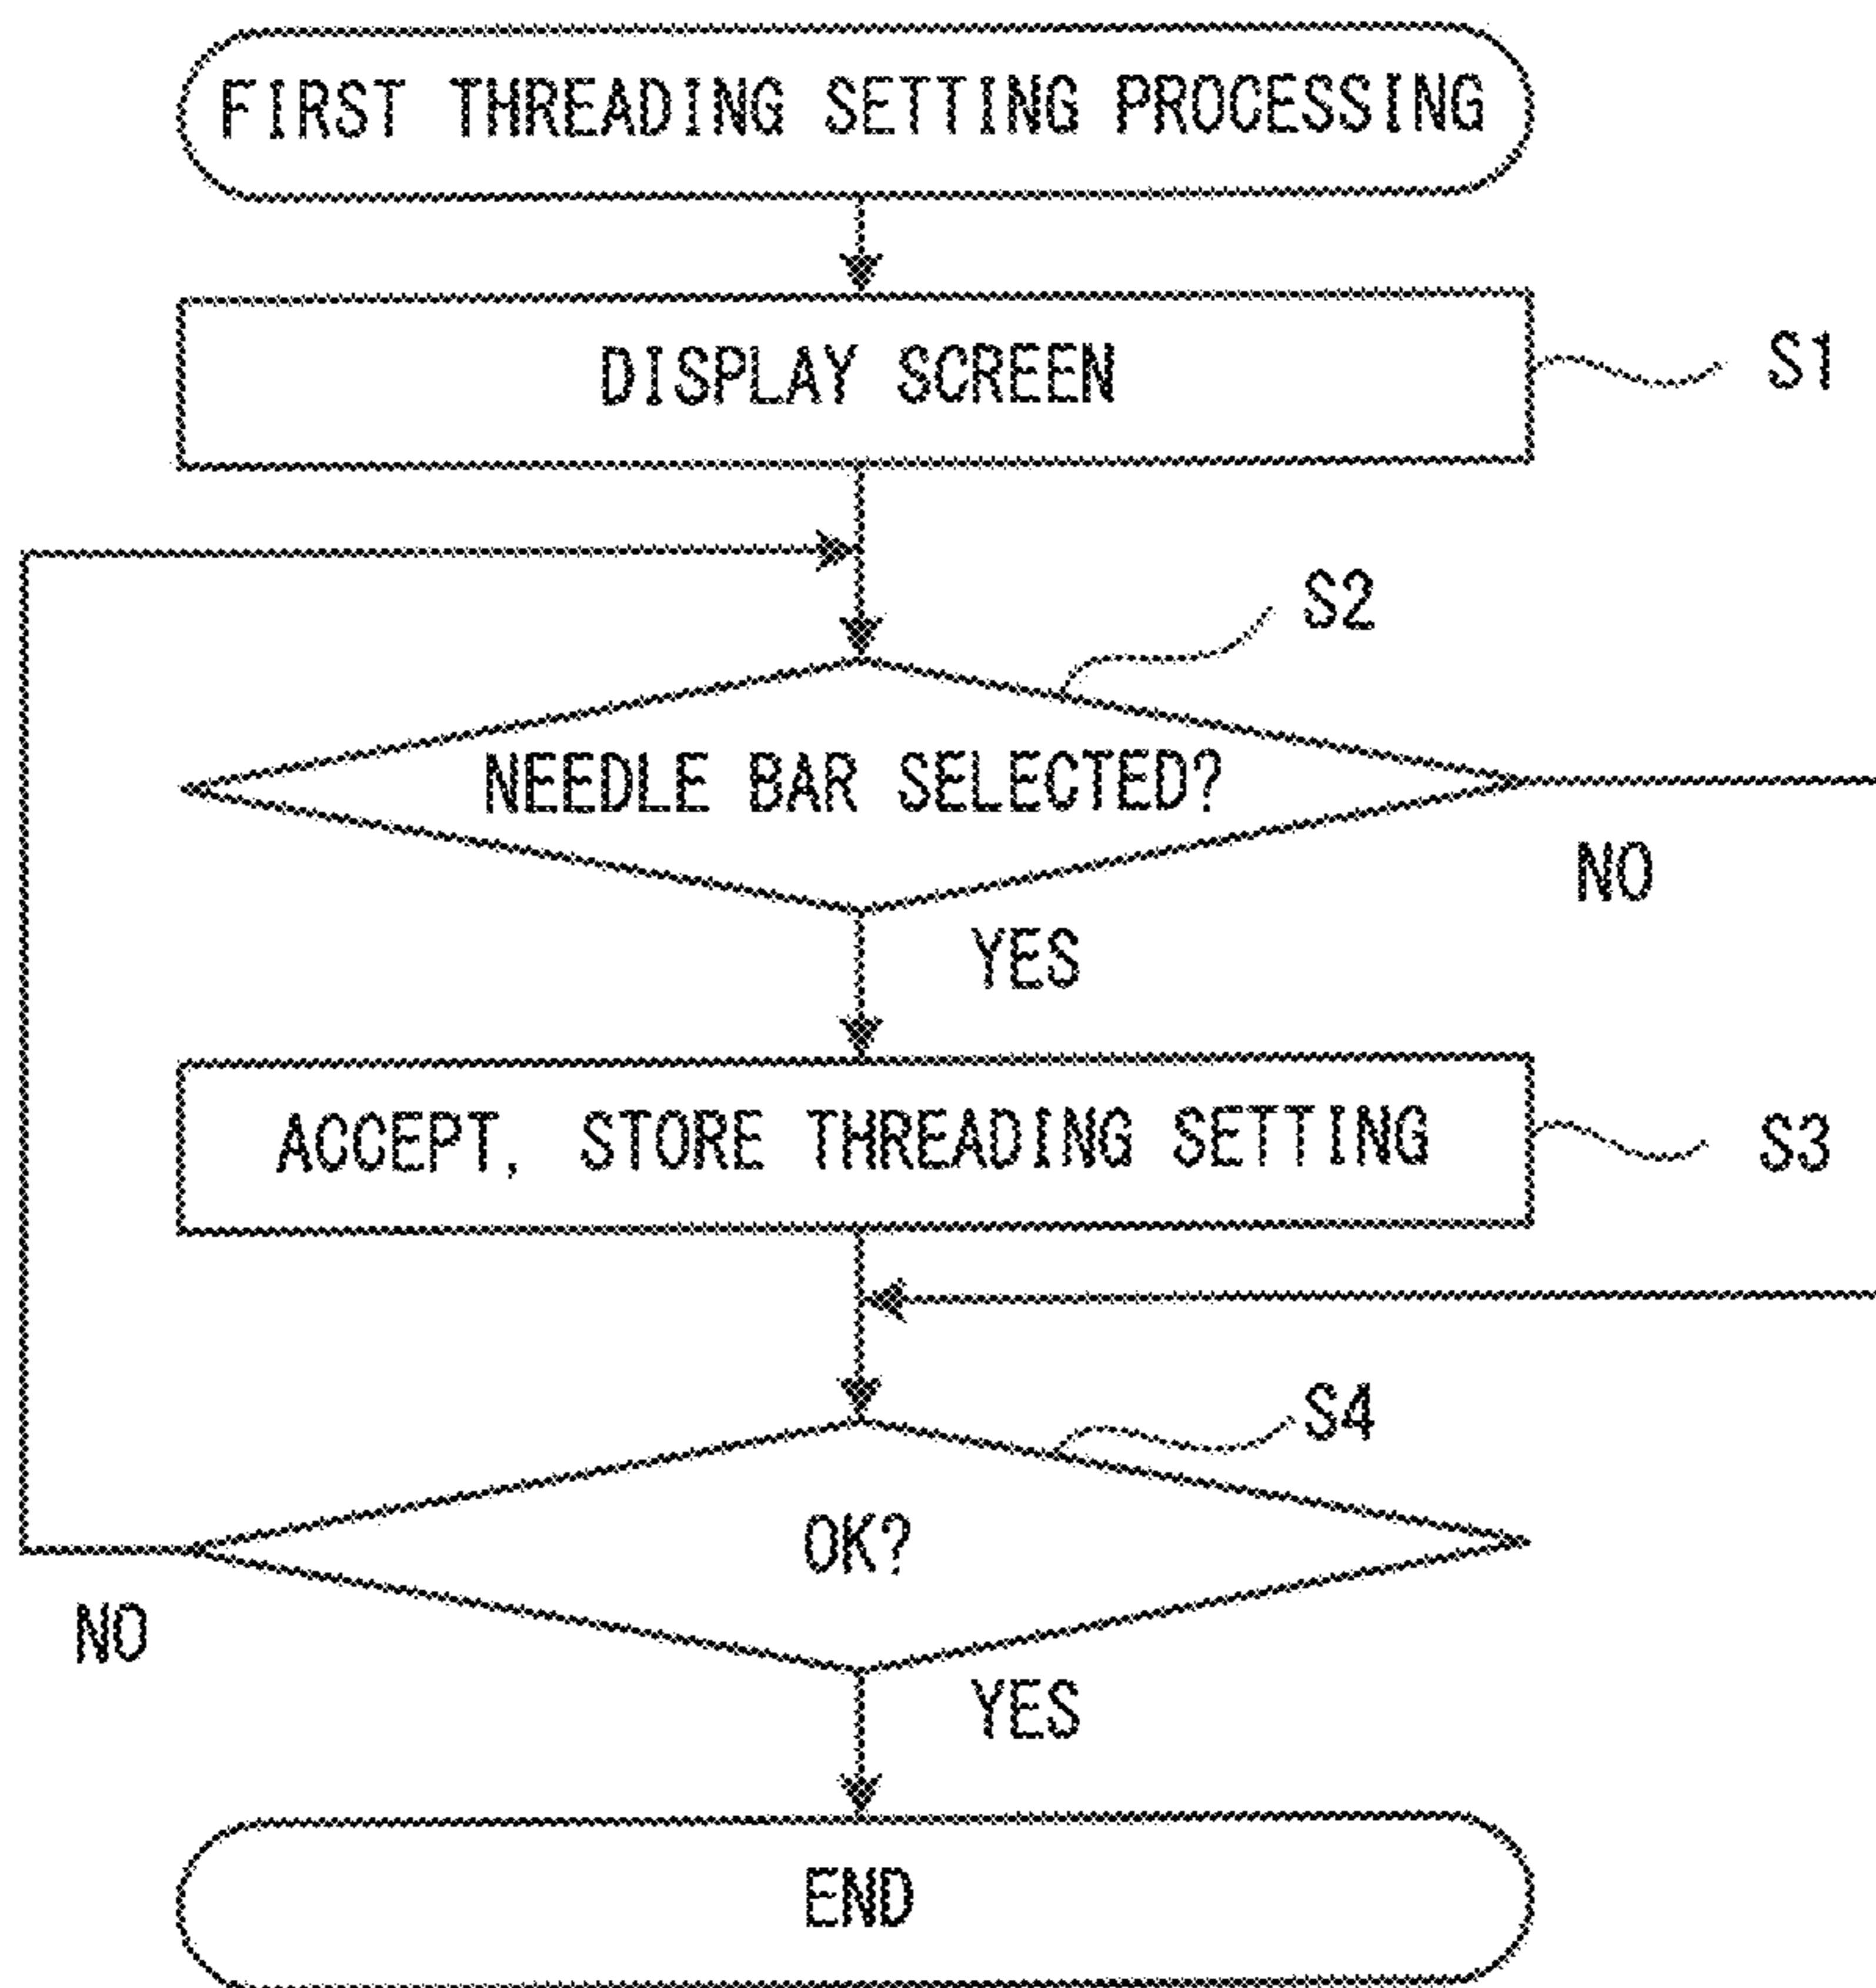 FIRST THREADING SETTING PROCESSING
DISPLAY SCREEN
S1
S2
NEEDLE BAR SELECTED?
NO
YES
ACCEPT, STORE THREADING SETTING
S3
S4
OK?
NO
YES
END